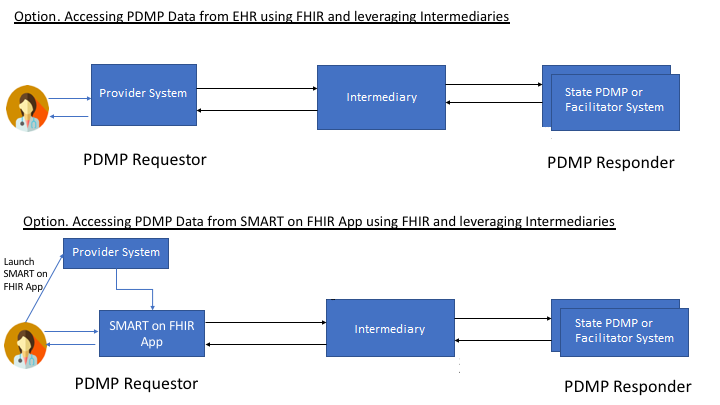 Option. Accessing PDMP Data from EHR using FHIR and leveraging Intermediaries
Provider System
Intermediary
State PDMP or
Facilitator System
PDMP Requestor
PDMP Responder
Option. Accessing PDMP Data from SMART on FHIR App using FHIR and leveraging Intermediaries
Provider System
Launch
SMART on
FHIR App
SMART on FHIR
App
Intermediary
State PDMP or
Facilitator System
PDMP Requestor
PDMP Responder